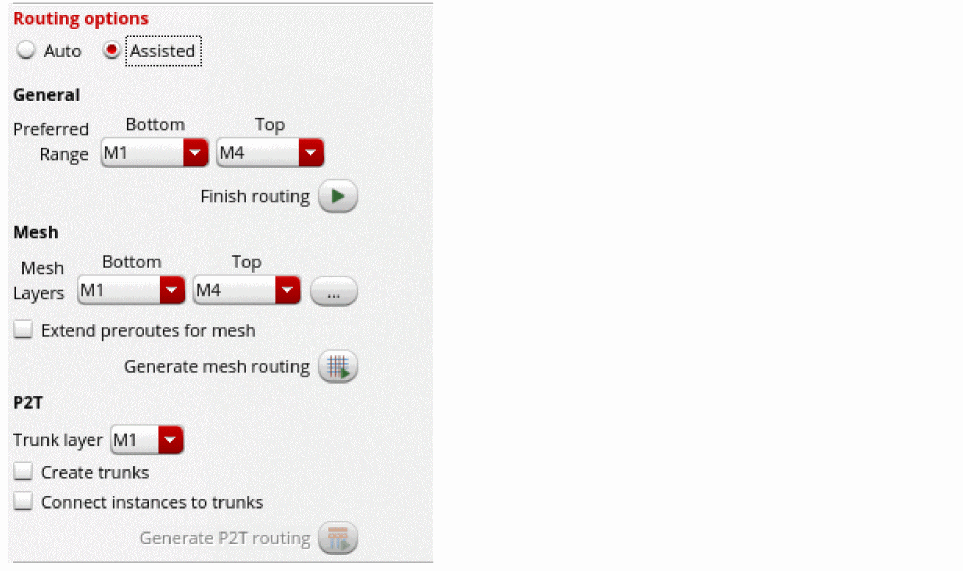 Routing options
Auto Assisted
General
Bottom Top
Preferred Range M1 M4
Finish routing
Mesh
Bottom Top
Mesh Layers M1 M4 ...
Extend preroutes for mesh
Generate mesh routing
P2T
Trunk layer M1
Create trunks
Connect instances to trunks
Generate P2T routing